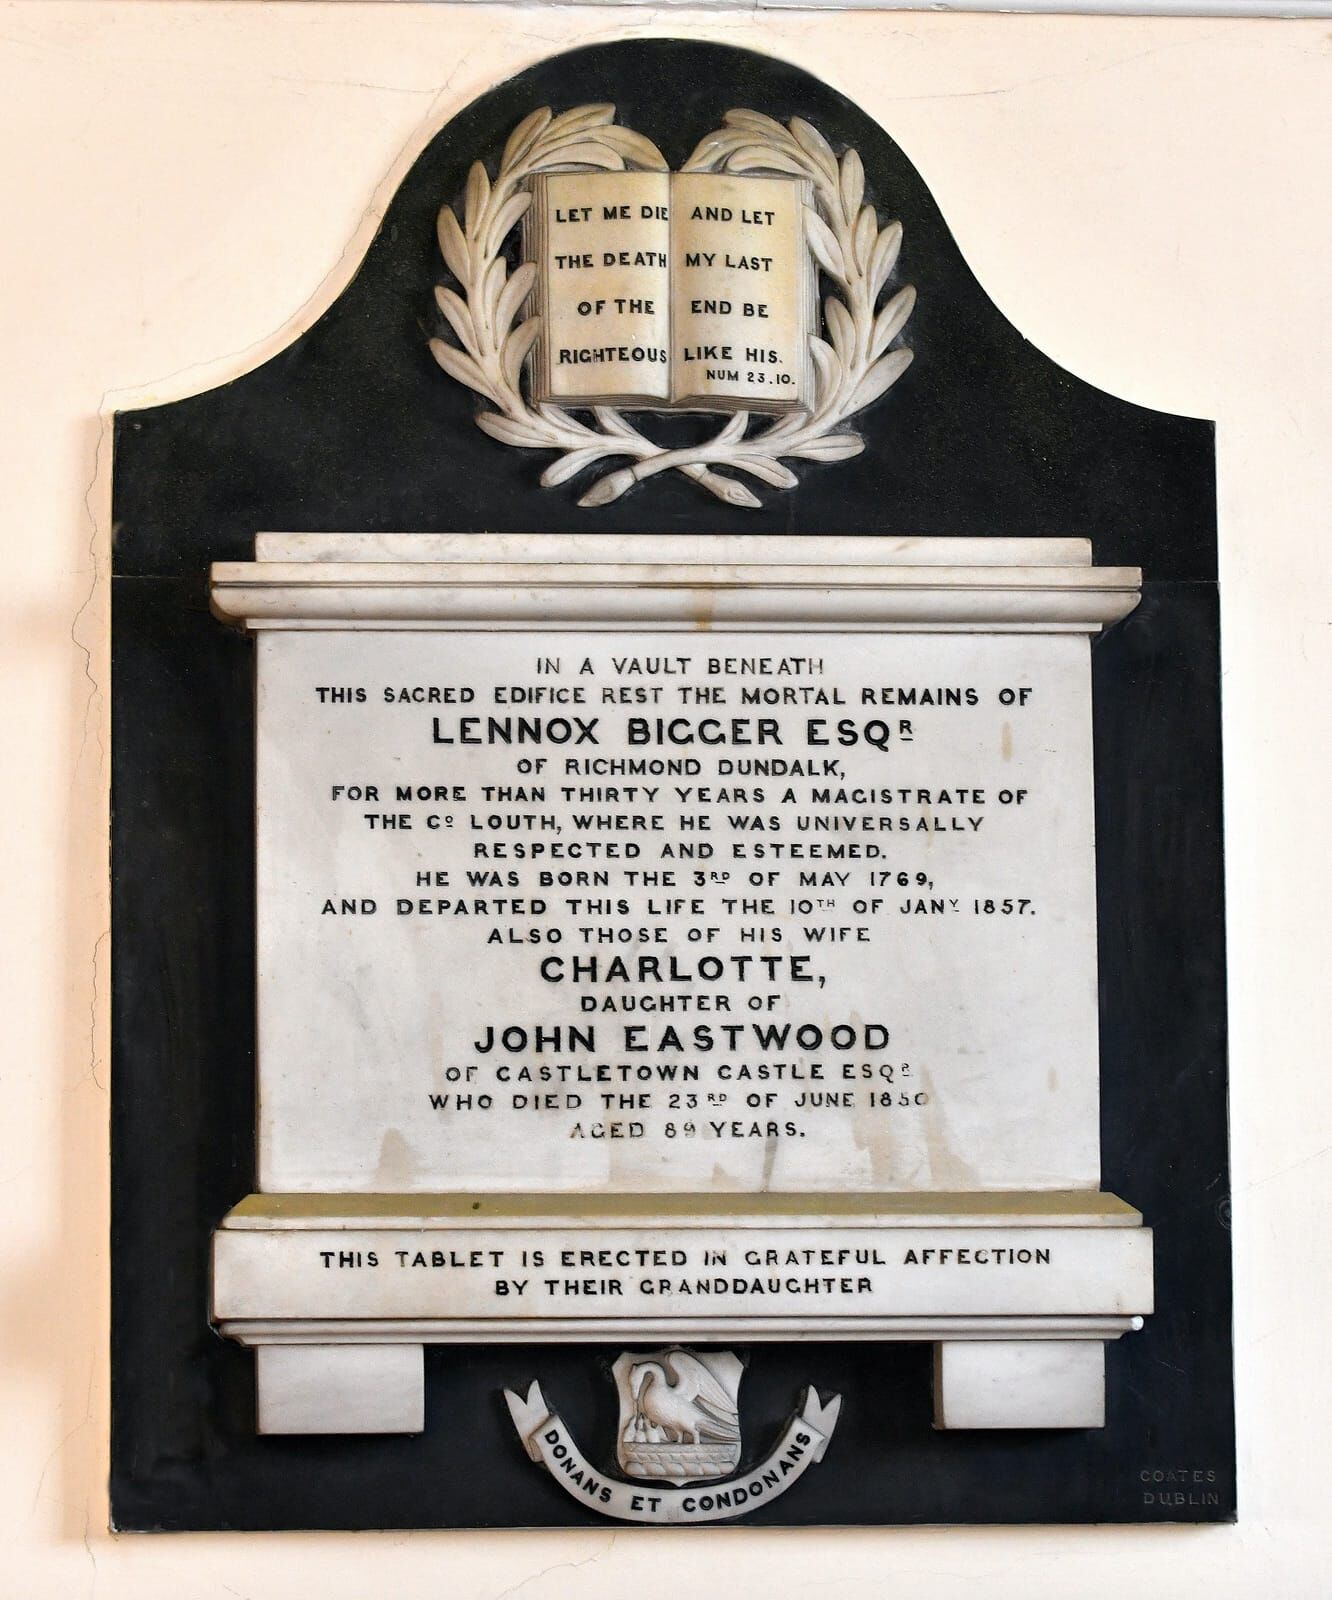 LET ME DIE
THE DEATH
OF THE
RIGHTEOUS
AND LET
MY LAST
END BE
LIKE HIS.
NUM 23.10.
IN A VAULT BENEATH
THIS SACRED EDIFICE REST THE MORTAL REMAINS OF
LENNOX BIGGER ESQR
OF RICHMOND DUNDALK,
FOR MORE THAN THIRTY YEARS A MAGISTRATE OF
THE CO LOUTH, WHERE HE WAS UNIVERSALLY
RESPECTED AND ESTEEMED.
HE WAS BORN THE 3RD OF MAY 1769,
AND DEPARTED THIS LIFE THE 10TH OF JANY 1857.
ALSO THOSE OF HIS WIFE
CHARLOTTE,
DAUGHTER OF
JOHN EASTWOOD
OF CASTLETOWN CASTLE ESQR
WHO DIED THE 23RD OF JUNE 1850
AGED 89 YEARS.
THIS TABLET IS ERECTED IN GRATEFUL AFFECTION
BY THEIR GRANDDAUGHTER
DONANS ET CONDONANS
COATES
DUBLIN